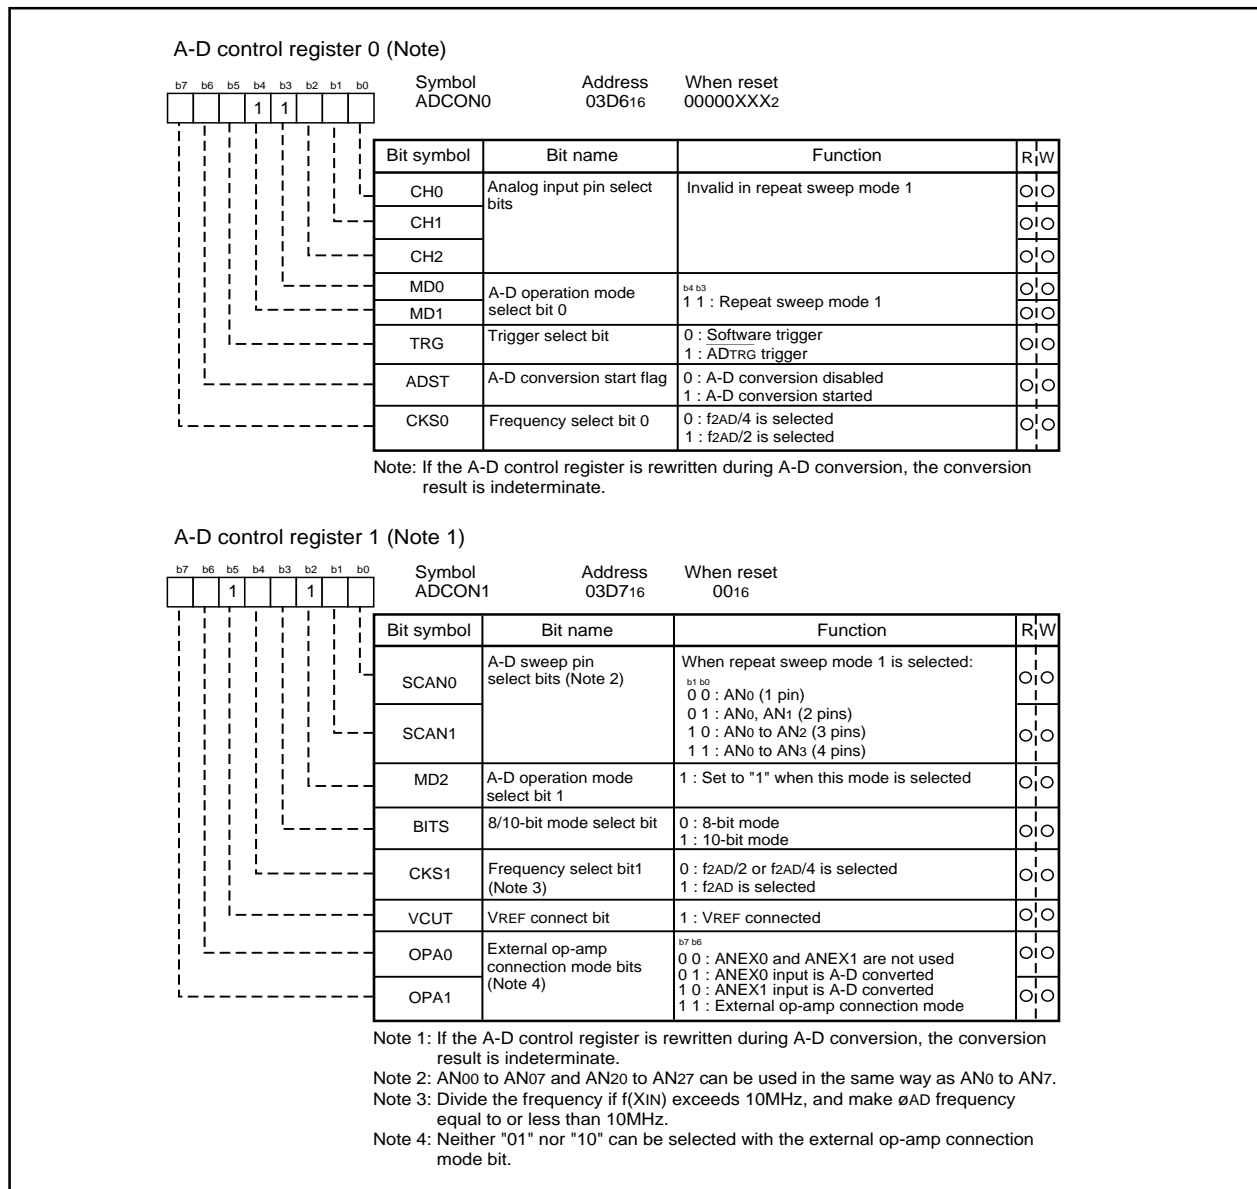 A-D control register 0 (Note)
b7 b6 b5 b4 b3 b2 b1 b0
1 1
Symbol Address When reset
ADCON0 03D616 00000XXX2
Bit symbol Bit name Function R W
CH0 Analog input pin select bits Invalid in repeat sweep mode 1
CH1
CH2
MD0 A-D operation mode select bit 0 b4 b3
MD1 1 1 : Repeat sweep mode 1
TRG Trigger select bit 0 : Software trigger
1 : ADTRG trigger
ADST A-D conversion start flag 0 : A-D conversion disabled
1 : A-D conversion started
CKS0 Frequency select bit 0 0 : f2AD/4 is selected
1 : f2AD/2 is selected
Note: If the A-D control register is rewritten during A-D conversion, the conversion
result is indeterminate.
A-D control register 1 (Note 1)
b7 b6 b5 b4 b3 b2 b1 b0
1 1
Symbol Address When reset
ADCON1 03D716 0016
Bit symbol Bit name Function R W
SCAN0 A-D sweep pin select bits (Note 2) When repeat sweep mode 1 is selected:
b1 b0
0 0 : AN0 (1 pin)
0 1 : AN0, AN1 (2 pins)
SCAN1 1 0 : AN0 to AN2 (3 pins)
1 1 : AN0 to AN3 (4 pins)
MD2 A-D operation mode select bit 1 1 : Set to "1" when this mode is selected
BITS 8/10-bit mode select bit 0 : 8-bit mode
1 : 10-bit mode
CKS1 Frequency select bit1 (Note 3) 0 : f2AD/2 or f2AD/4 is selected
1 : f2AD is selected
VCUT VREF connect bit 1 : VREF connected
OPA0 External op-amp connection mode bits (Note 4) b7 b6
0 0 : ANEX0 and ANEX1 are not used
0 1 : ANEX0 input is A-D converted
OPA1 1 0 : ANEX1 input is A-D converted
1 1 : External op-amp connection mode
Note 1: If the A-D control register is rewritten during A-D conversion, the conversion
result is indeterminate.
Note 2: AN00 to AN07 and AN20 to AN27 can be used in the same way as AN0 to AN7.
Note 3: Divide the frequency if f(XIN) exceeds 10MHz, and make øAD frequency
equal to or less than 10MHz.
Note 4: Neither "01" nor "10" can be selected with the external op-amp connection
mode bit.